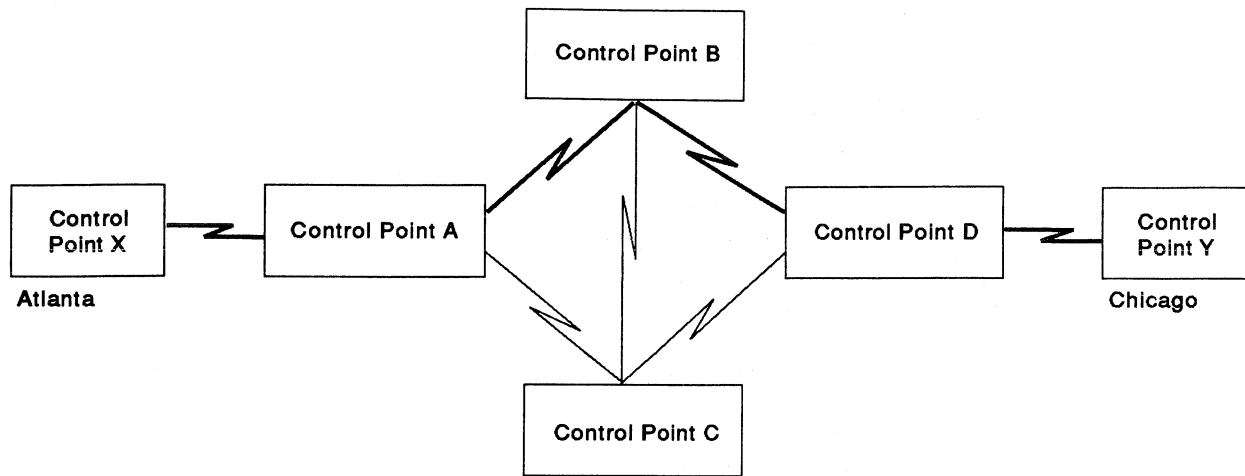 Control Point B
Control
Point X
Control Point A
Control Point D
Control
Point Y
Atlanta
Chicago
Control Point C